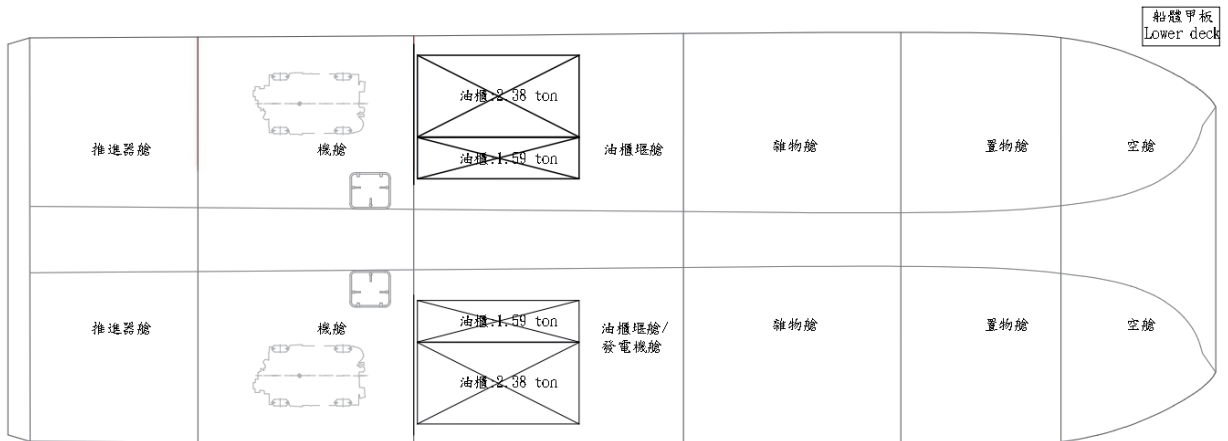 船體甲板
Lower deck
油櫃:2.38 ton
推進器艙
機艙
油櫃:1.59 ton
油櫃堰艙
雜物艙
置物艙
空艙
推進器艙
機艙
油櫃:1.59 ton
油櫃堰艙/
發電機艙
雜物艙
置物艙
空艙
油櫃:2.38 ton